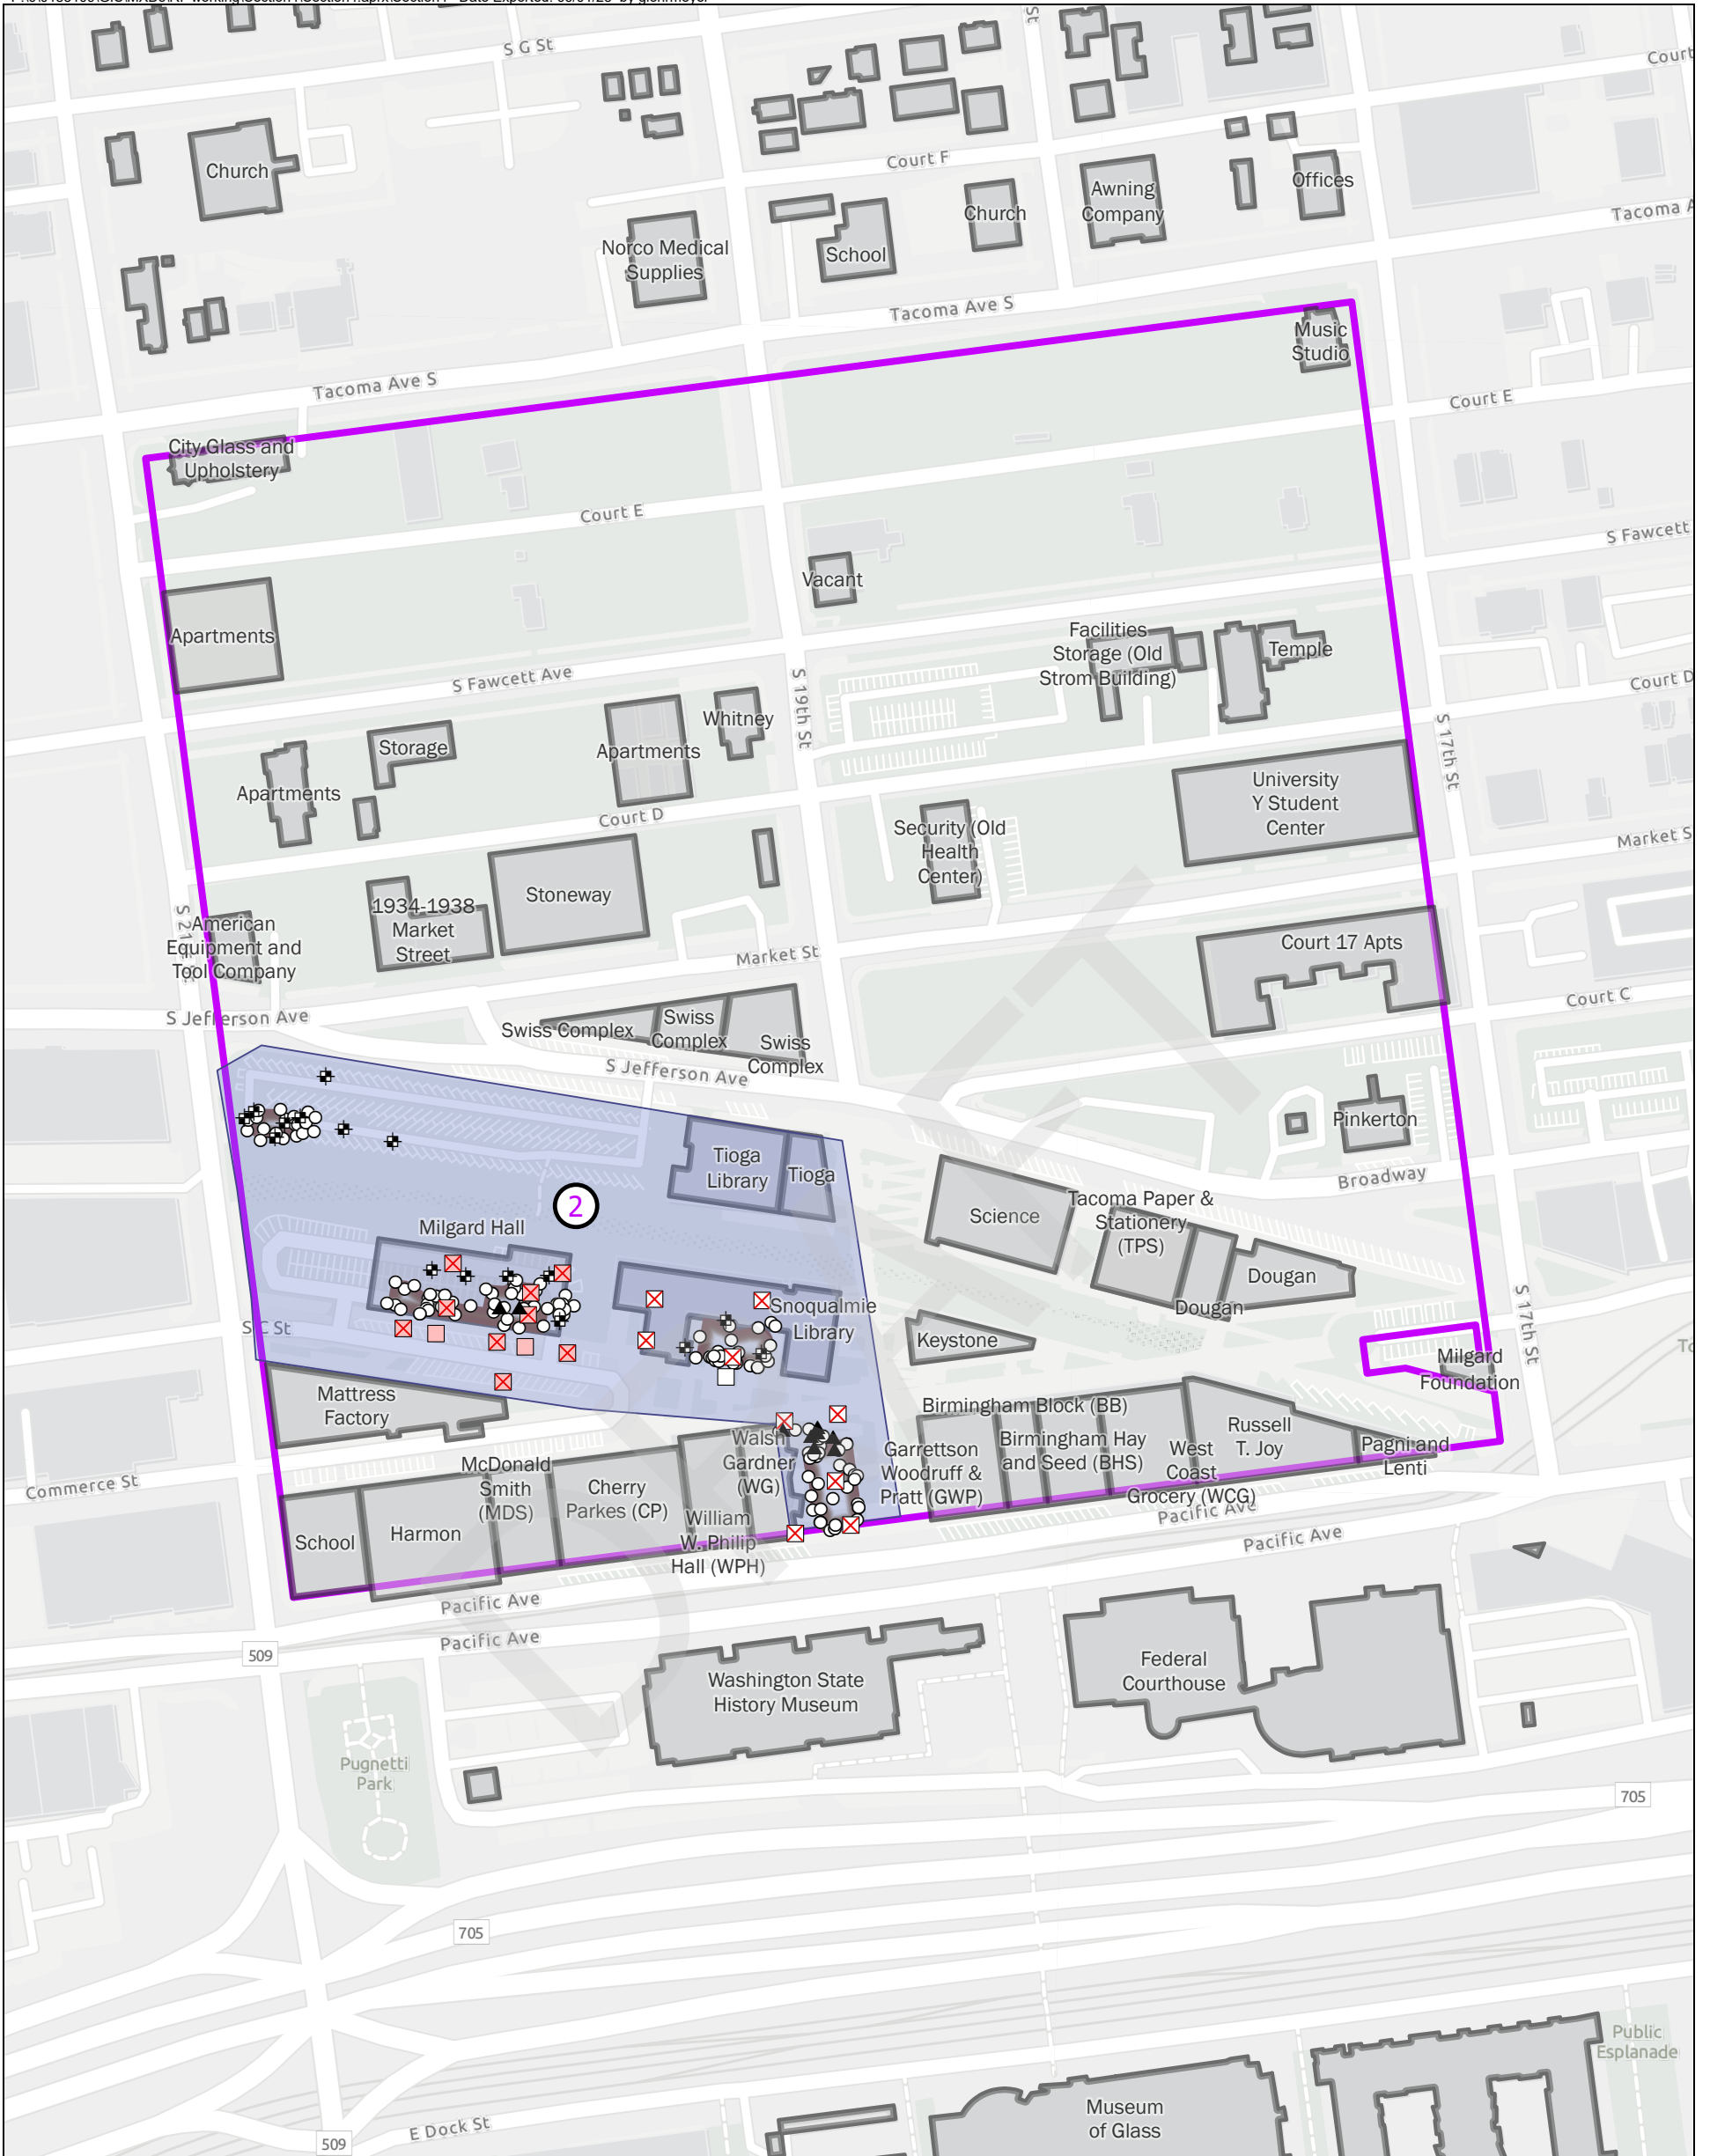 S G St
St
Court
Church
Court F
Awning
Company
Offices
Church
Tacoma A
Norco Medical
Supplies
School
Tacoma Ave S
Music
Studio
Tacoma Ave S
Court E
City Glass and
Upholstery
Court E
S Fawcett
Vacant
Apartments
Facilities
Storage (Old
Strom Building)
Temple
S Fawcett Ave
Court D
S 19th St
Whitney
Storage
Apartments
S 17th St
Apartments
University
Y Student
Center
Court D
Security (Old
Health
Center)
Market S
Stoneway
1934-1938
Market
Street
S 21
American
Equipment and
Tool Company
Court 17 Apts
Market St
Court C
S Jefferson Ave
Swiss Complex
Swiss
Complex
Swiss
Complex
S Jefferson Ave
Pinkerton
Tioga
Library
Tioga
Broadway
2
Science
Tacoma Paper &
Stationery
(TPS)
Milgard Hall
Dougan
Dougan
Snoqualmie
Library
S C St
Keystone
S 17th St
Milgard
Foundation
Mattress
Factory
Birmingham Block (BB)
Walsh
Gardner
(WG)
Garrettson
Woodruff &
Pratt (GWP)
Birmingham Hay
and Seed (BHS)
Russell
T. Joy
West
Coast
Grocery (WCG)
Pagni and
Lenti
Commerce St
McDonald
Smith
(MDS)
Cherry
Parkes (CP)
William
W. Philip
Hall (WPH)
School
Harmon
Pacific Ave
Pacific Ave
Pacific Ave
Pacific Ave
509
Washington State
History Museum
Federal
Courthouse
Pugnetti
Park
705
705
Public
Esplanade
Museum
of Glass
E Dock St
509